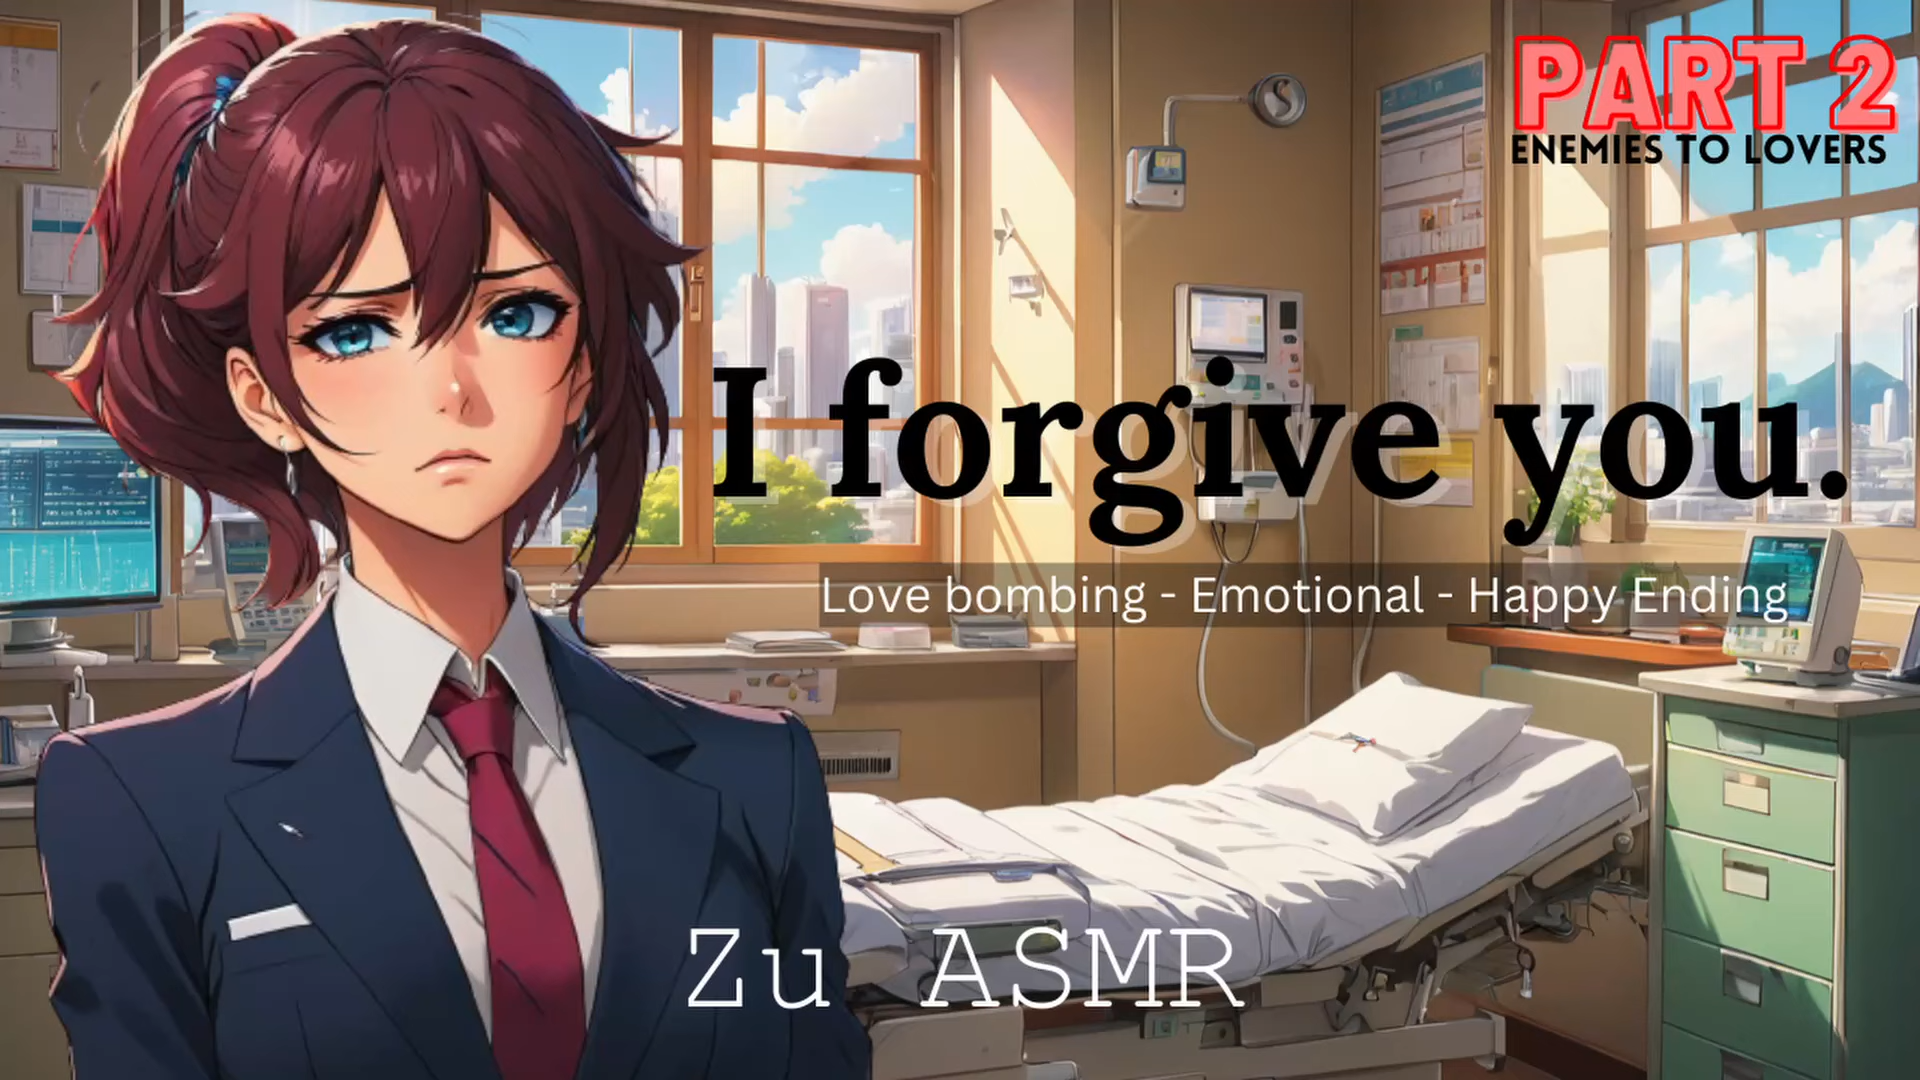 PART 2
ENEMIES TO LOVERS
I forgive you.
Love bombing - Emotional - Happy Ending
Zu ASMR